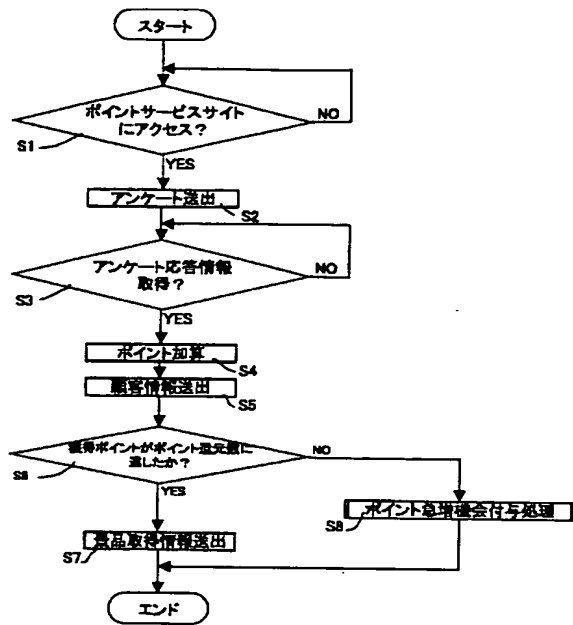 スタート
ポイントサービスサイト
にアクセス？
NO
S1
YES
アンケート送出
S2
アンケート応答情報
取得？
NO
S3
YES
ポイント加算
S4
顧客情報送出
S5
獲得ポイントがポイント還元数に
達したか？
NO
S6
YES
ポイント急増機会付与処理
S8
景品取得情報送出
S7
エンド